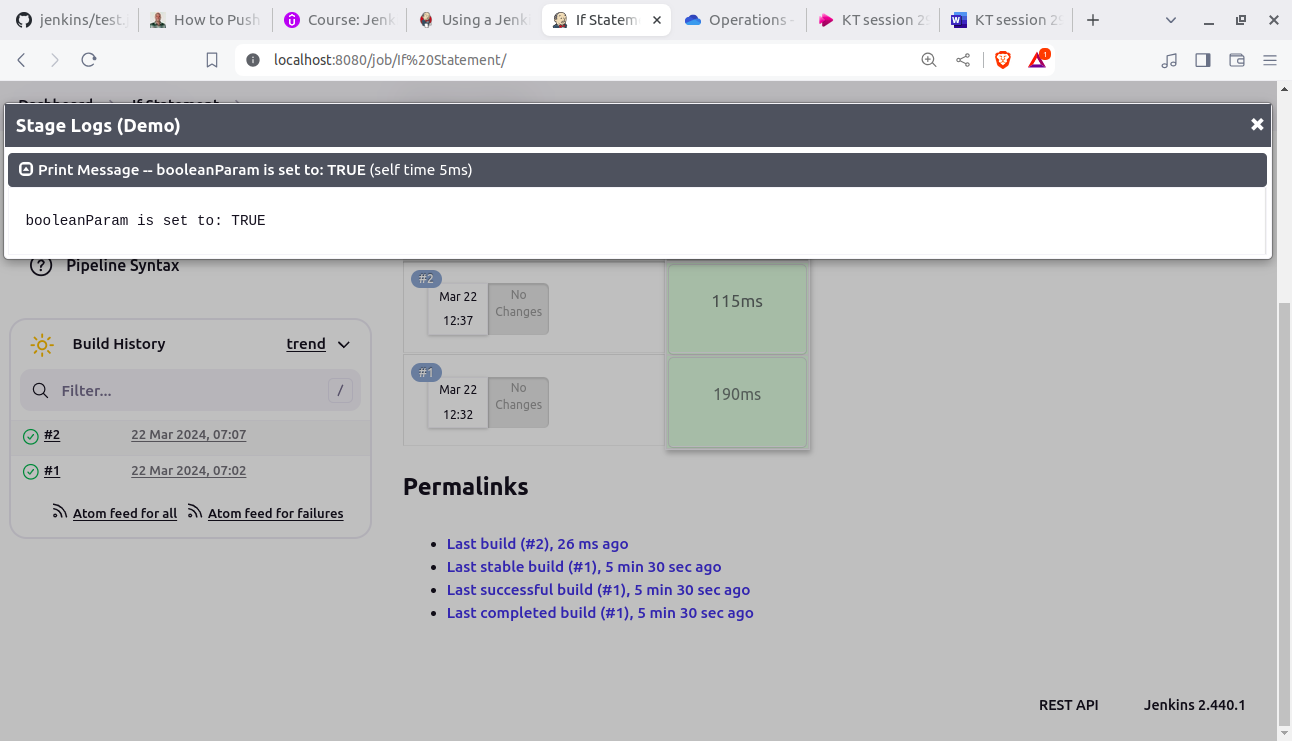 jenkins/test.j
How to Push
Course: Jenk
Using a Jenki
If Statem
Operations -
KT session 29
KT session 29
localhost:8080/job/If%20Statement/
1
Stage Logs (Demo)
Print Message -- booleanParam is set to: TRUE (self time 5ms)
booleanParam is set to: TRUE
Pipeline Syntax
#2
Mar 22
12:37
No
Changes
115ms
#1
Mar 22
12:32
No
Changes
190ms
Build History
trend
Filter...
/
#2 22 Mar 2024, 07:07
#1 22 Mar 2024, 07:02
Atom feed for all Atom feed for failures
Permalinks
Last build (#2), 26 ms ago
Last stable build (#1), 5 min 30 sec ago
Last successful build (#1), 5 min 30 sec ago
Last completed build (#1), 5 min 30 sec ago
REST API Jenkins 2.440.1